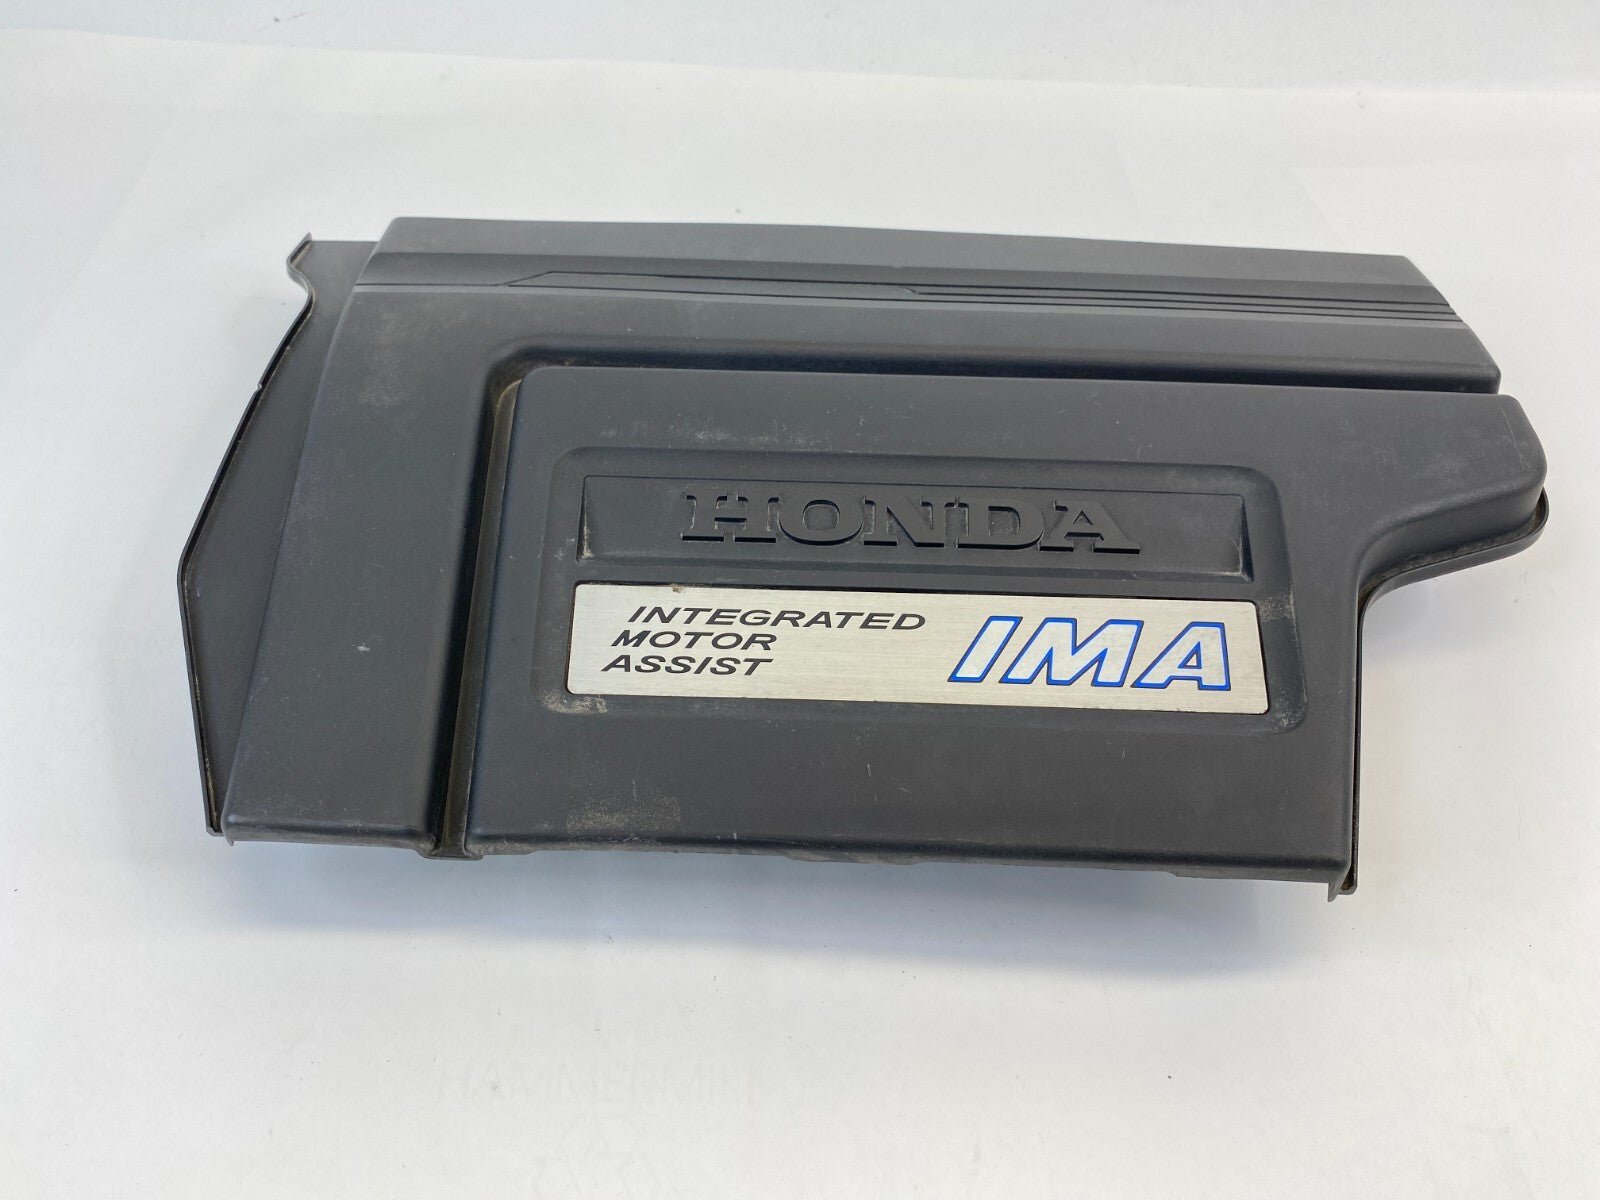 HONDA
INTEGRATED
MOTOR
ASSIST
IMA